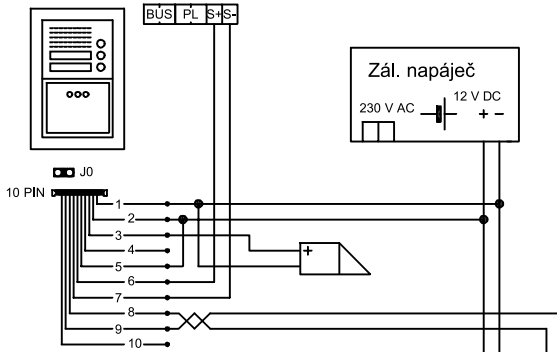 BUS PL S+ S-
Zál. napáječ
230 V AC
12 V DC
+ -
J0
10 PIN
1
2
3
+
4
5
6
7
8
9
10